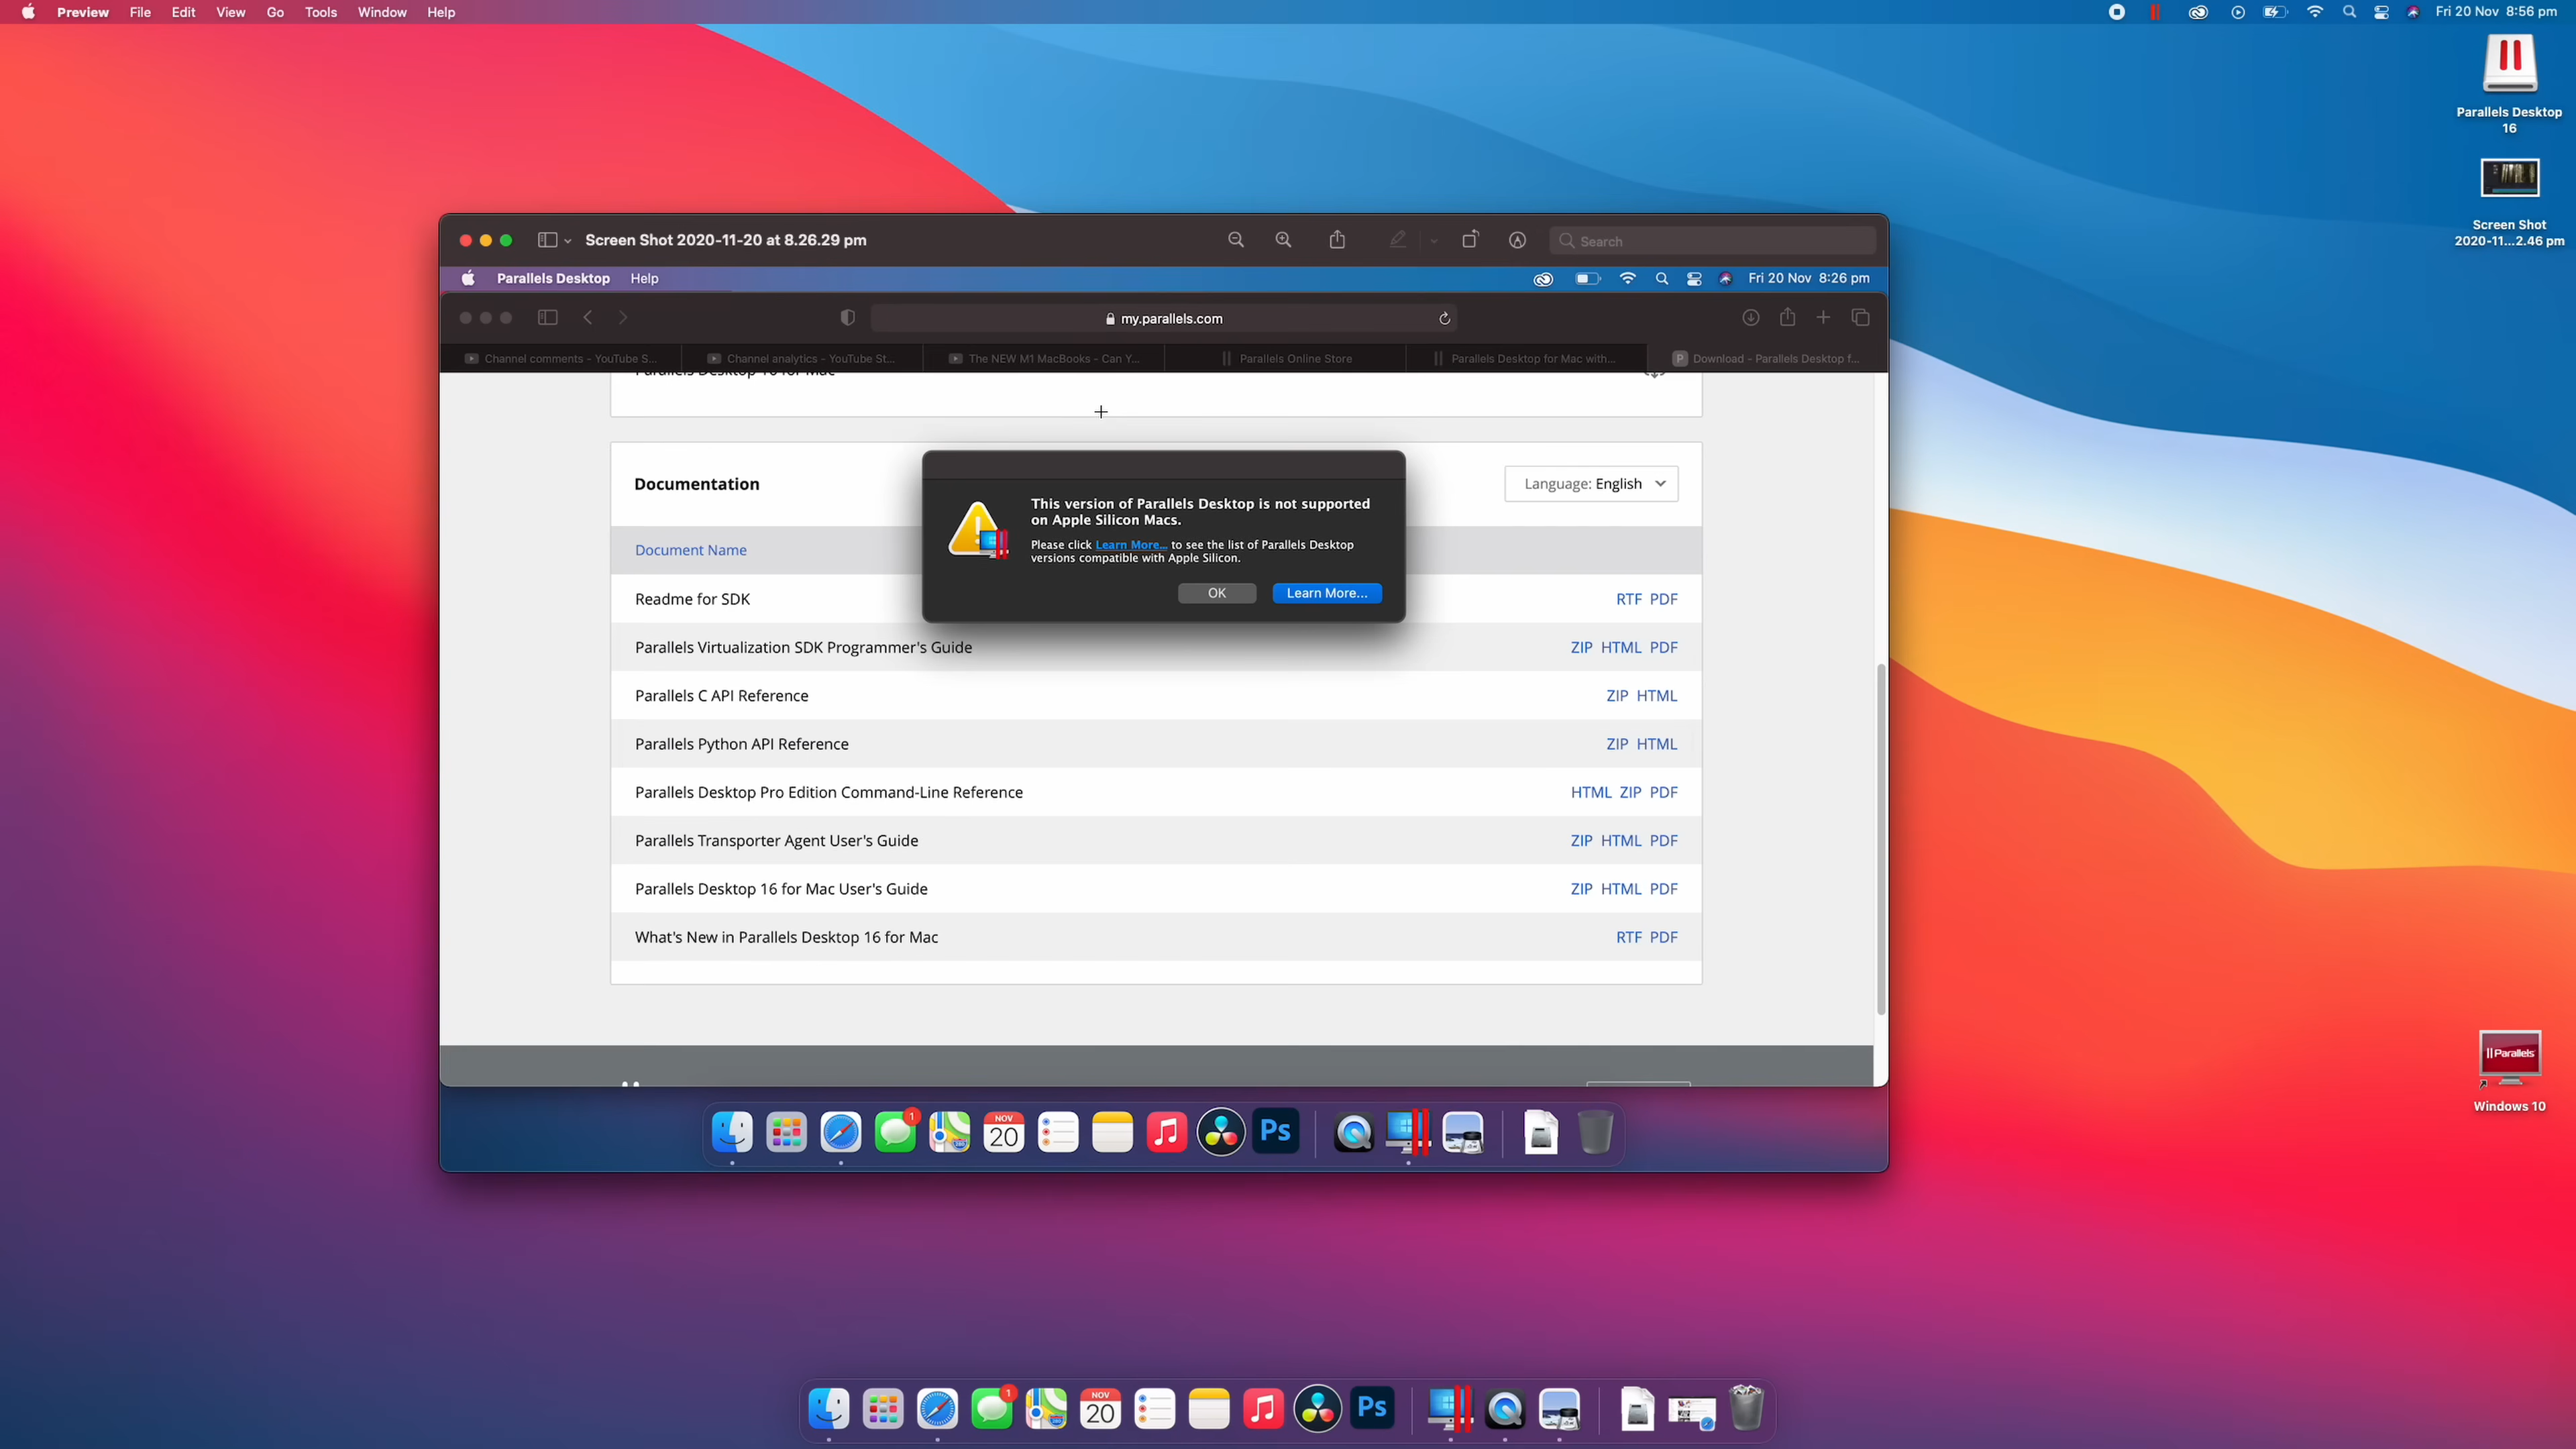 Preview File Edit View Go Tools Window Help
Fri 20 Nov 8:56 pm
Parallels Desktop
16
Screen Shot
2020-11...2.46 pm
Screen Shot 2020-11-20 at 8.26.29 pm
Search
Parallels Desktop Help
Fri 20 Nov 8:26 pm
my.parallels.com
Channel comments - YouTube S...
Channel analytics - YouTube St...
The NEW M1 MacBooks - Can Y...
Parallels Online Store
Parallels Desktop for Mac with...
P Download - Parallels Desktop f...
Parallels Desktop 16 for Mac
Documentation
Language: English
This version of Parallels Desktop is not supported
on Apple Silicon Macs.
Please click Learn More... to see the list of Parallels Desktop
versions compatible with Apple Silicon.
OK
Learn More...
Document Name
Readme for SDK RTF PDF
Parallels Virtualization SDK Programmer's Guide ZIP HTML PDF
Parallels C API Reference ZIP HTML
Parallels Python API Reference ZIP HTML
Parallels Desktop Pro Edition Command-Line Reference HTML ZIP PDF
Parallels Transporter Agent User's Guide ZIP HTML PDF
Parallels Desktop 16 for Mac User's Guide ZIP HTML PDF
What's New in Parallels Desktop 16 for Mac RTF PDF
Parallels
Windows 10
1
NOV
20
Ps
1
NOV
20
Ps